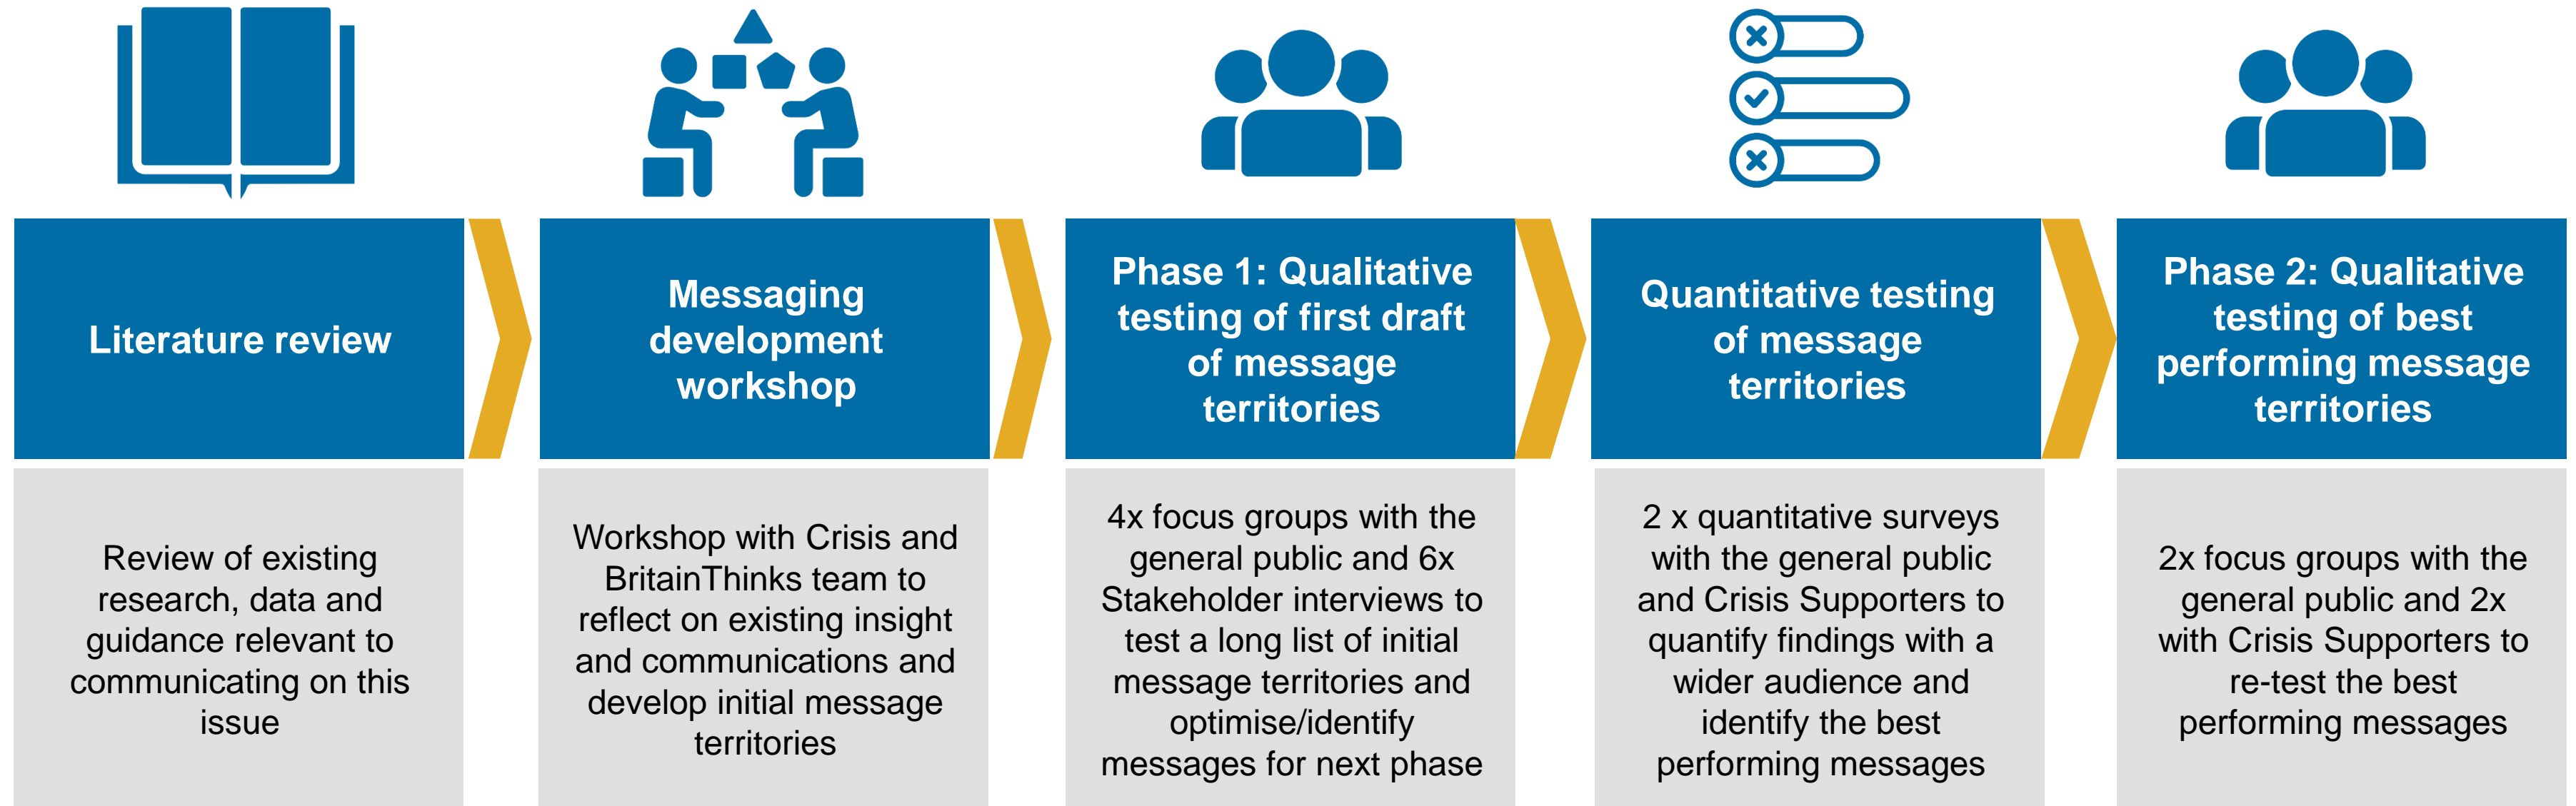 Literature review
Messaging
development
workshop
Phase 1: Qualitative
testing of first draft
of message
territories
Quantitative testing
of message
territories
Phase 2: Qualitative
testing of best
performing message
territories
Review of existing
research, data and
guidance relevant to
communicating on this
issue
Workshop with Crisis and
BritainThinks team to
reflect on existing insight
and communications and
develop initial message
territories
4x focus groups with the
general public and 6x
Stakeholder interviews to
test a long list of initial
message territories and
optimise/identify
messages for next phase
2 x quantitative surveys
with the general public
and Crisis Supporters to
quantify findings with a
wider audience and
identify the best
performing messages
2x focus groups with the
general public and 2x
with Crisis Supporters to
re-test the best
performing messages